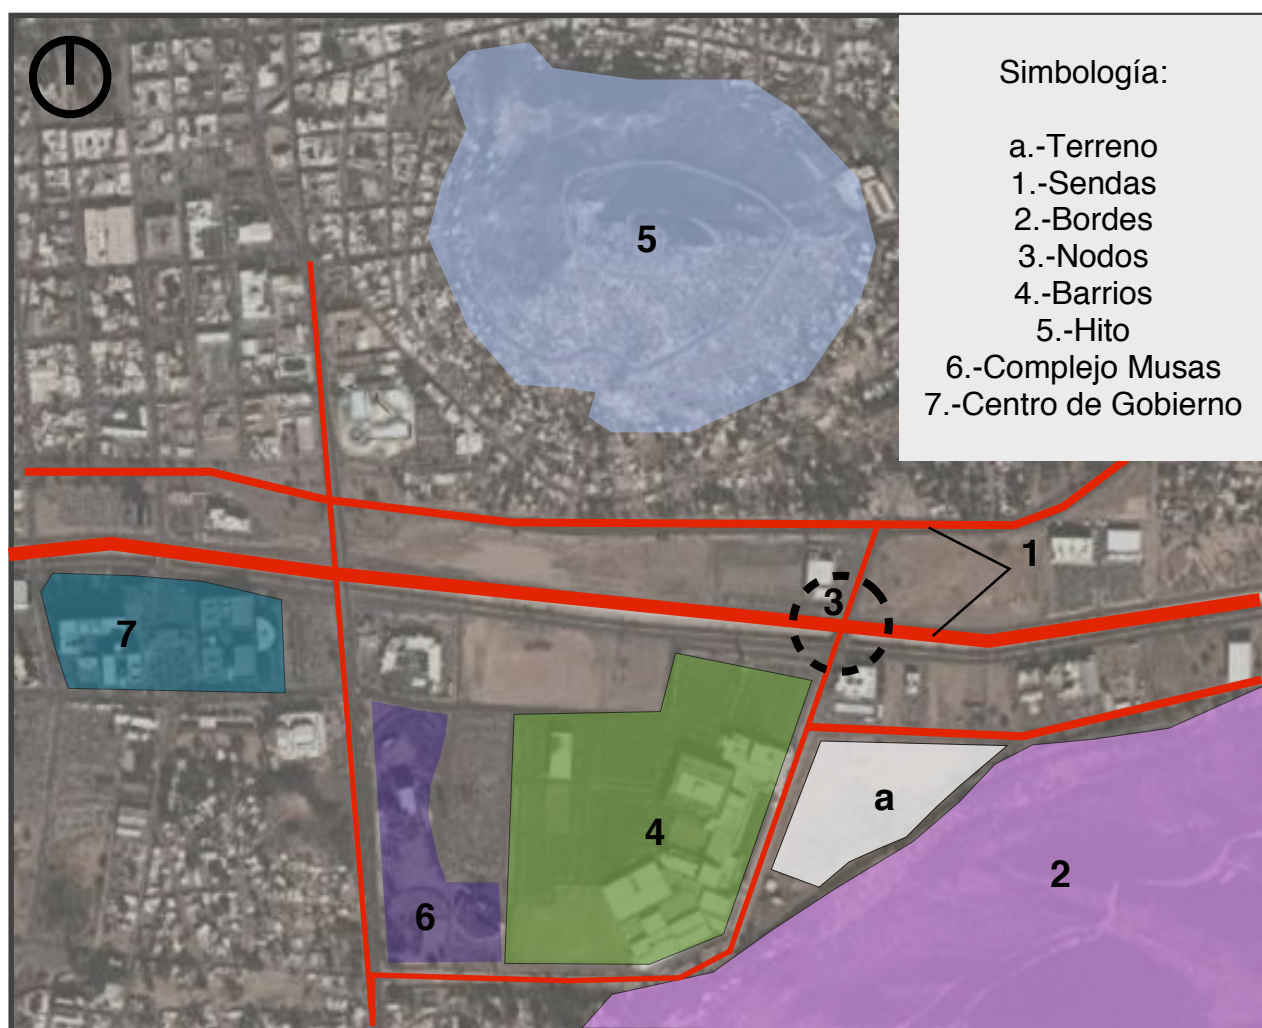 Simbología:
a.-Terreno
1.-Sendas
2.-Bordes
3.-Nodos
4.-Barrios
5.-Hito
6.-Complejo Musas
7.-Centro de Gobierno
5
1
3
7
a
4
2
6